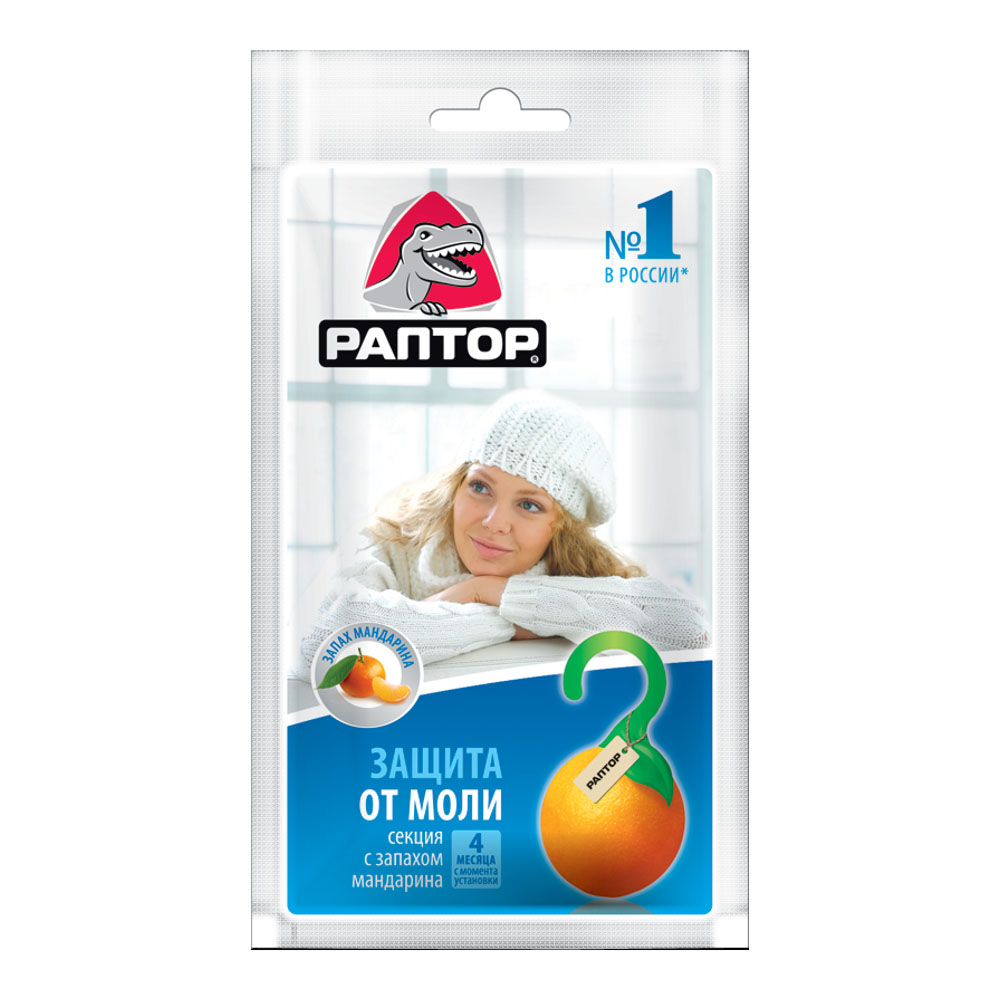 №1
В РОССИИ*
РАПТОР®
ЗАПАХ МАНДАРИНА
РАПТОР
ЗАЩИТА
ОТ МОЛИ
секция
с запахом
мандарина
4
МЕСЯЦА
с момента
установки